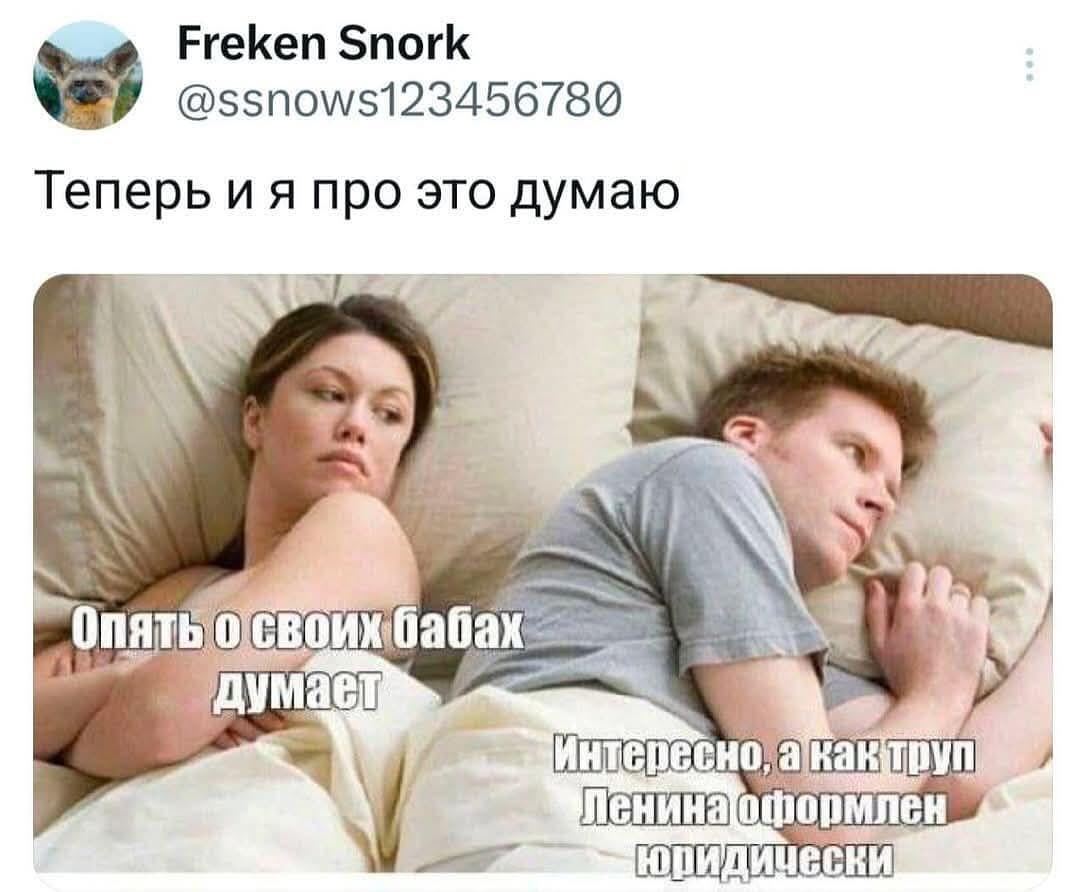 Freken Snork
@ssnows123456780
Теперь и я про это думаю
Опять о своих бабах
думает
Интересно, а как труп
Ленина оформлен
юридически